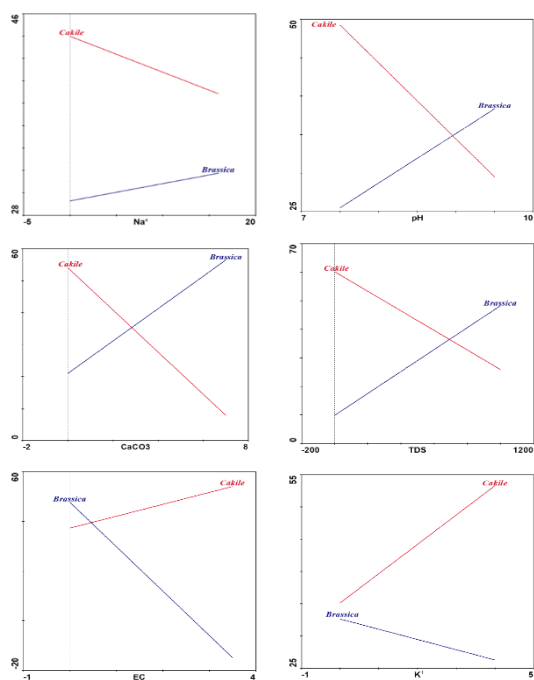 46
Cakile
Brassica
28
-5
Na⁺
20
50
Cakile
Brassica
25
7
pH
10
60
Cakile
Brassica
0
-2
CaCO3
8
70
Cakile
Brassica
0
-200
TDS
1200
60
Brassica
Cakile
-20
-1
EC
4
55
Cakile
Brassica
25
-1
K⁺
5